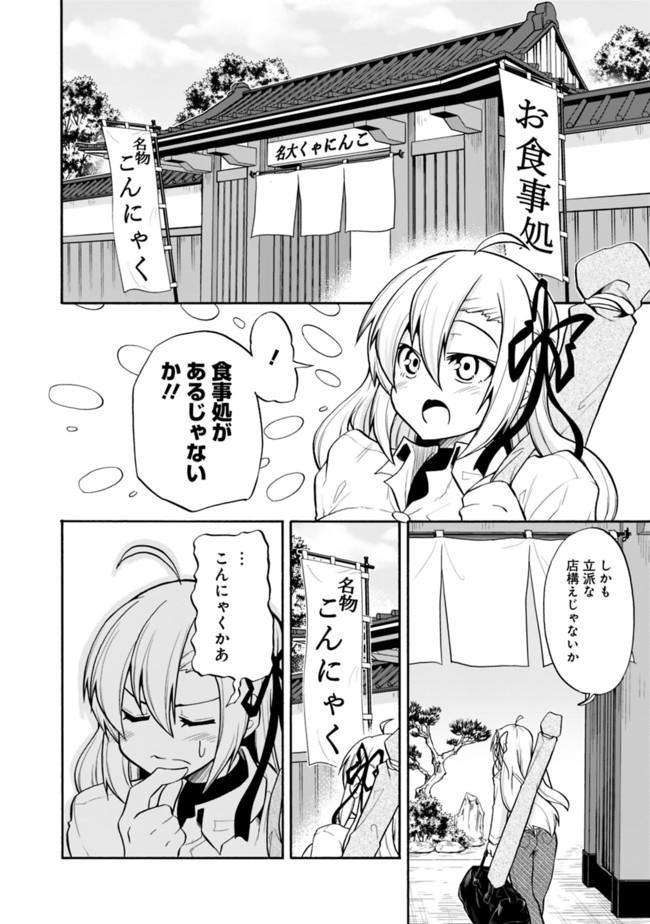 お食事処
名大くゃにんこ
名物
こんにゃく
！
食事処が
あるじゃない
か!!
しかも
立派な
店構えじゃないか
名物
こんにゃく
…
こんにゃくかあ